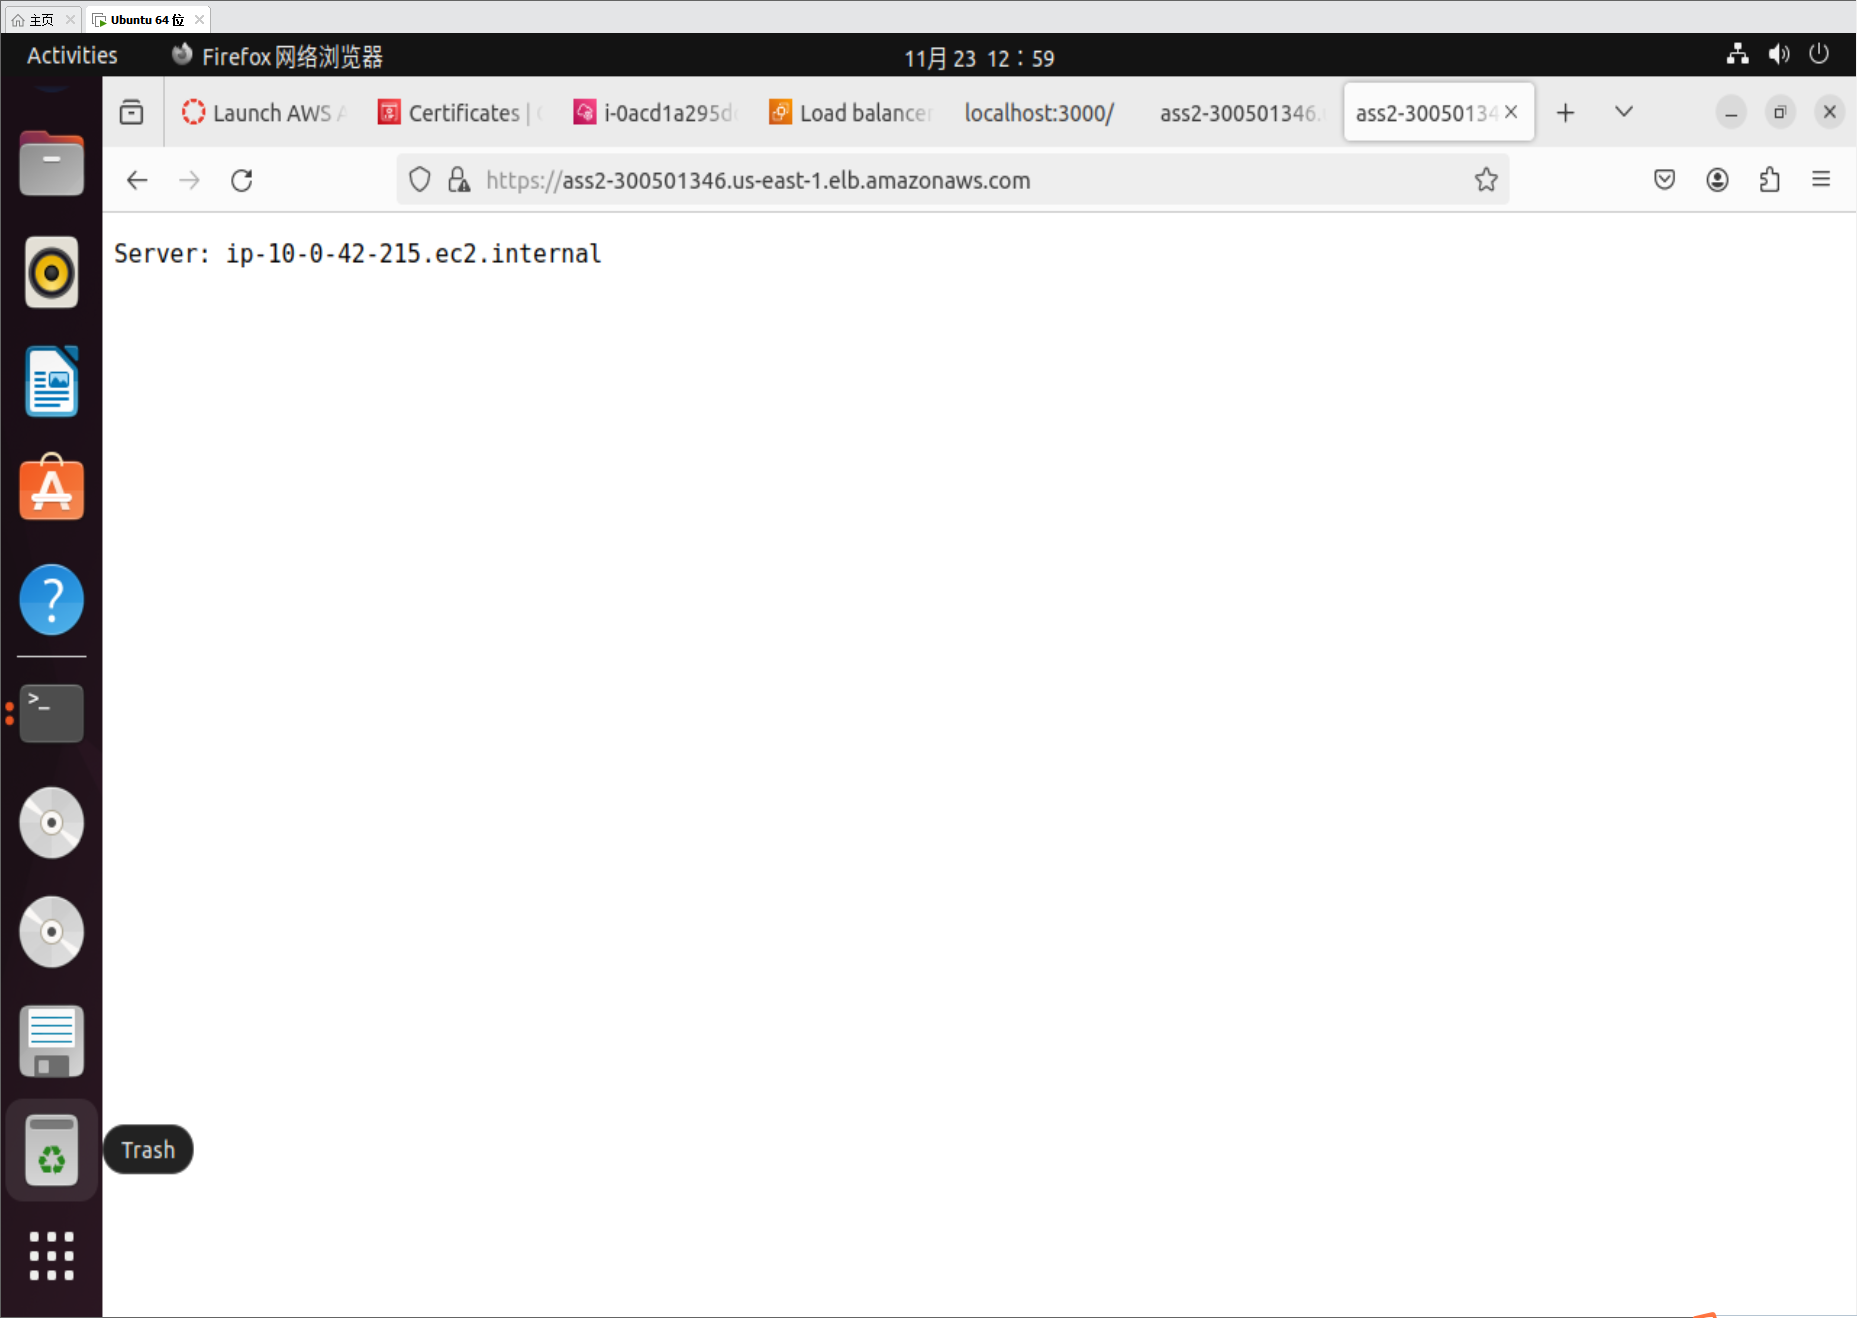 主页
Ubuntu 64 位
Activities
Firefox 网络浏览器
11月 23 12：59
Launch AWS A
Certificates |
i-0acd1a295d
Load balancer
localhost:3000/
ass2-300501346.
ass2-30050134
https://ass2-300501346.us-east-1.elb.amazonaws.com
Server: ip-10-0-42-215.ec2.internal
Trash